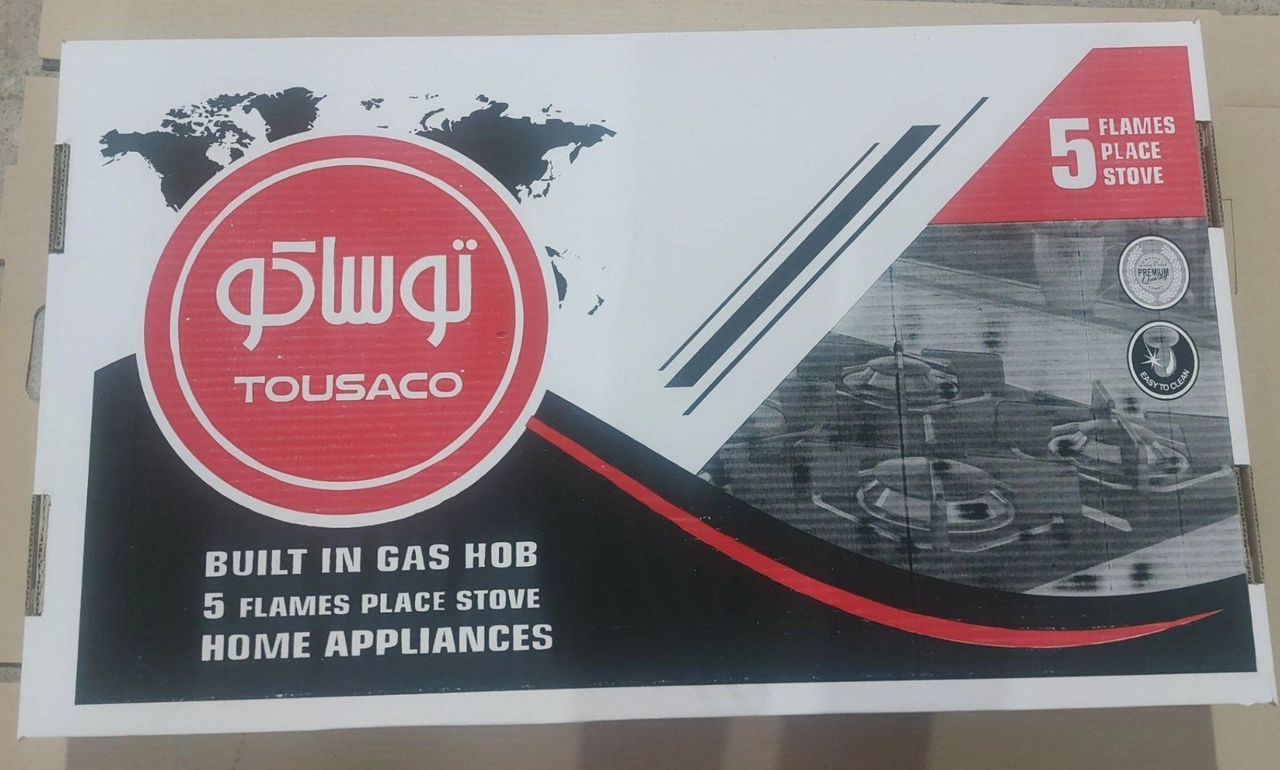 توساكو
TOUSACO
BUILT IN GAS HOB
5 FLAMES PLACE STOVE
HOME APPLIANCES
5 FLAMES
PLACE
STOVE
PREMIUM
EASY TO CLEAN